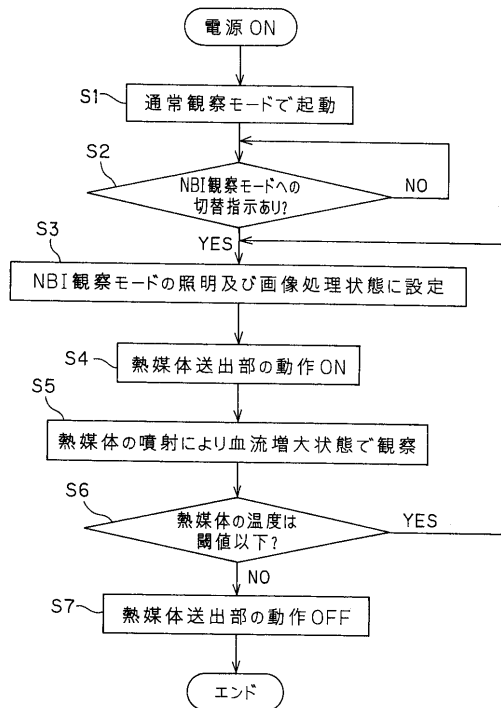 電源ON
S1
通常観察モードで起動
S2
NBI観察モードへの
切替指示あり?
NO
YES
S3
NBI観察モードの照明及び画像処理状態に設定
S4
熱媒体送出部の動作ON
S5
熱媒体の噴射により血流増大状態で観察
S6
熱媒体の温度は
閾値以下?
YES
NO
S7
熱媒体送出部の動作OFF
エンド